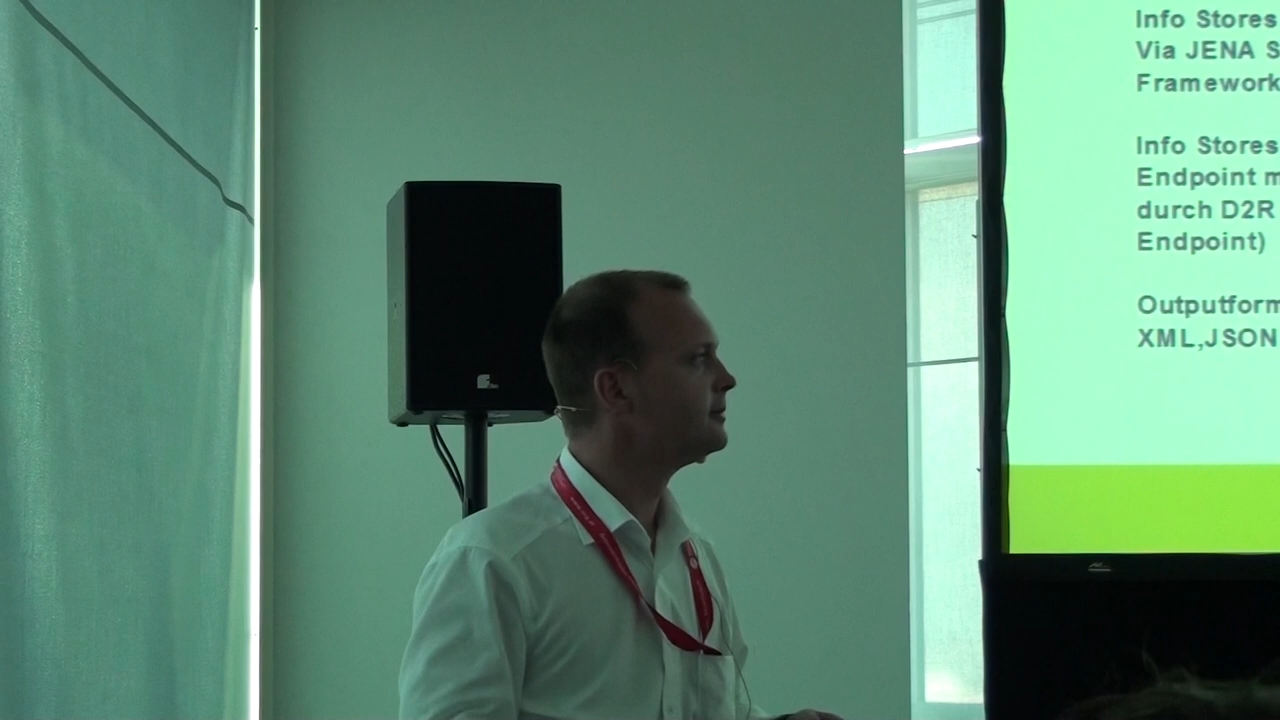 Info Stores
Via JENA S
Framework
Info Stores
Endpoint m
durch D2R
Endpoint)
Outputform
XML,JSON